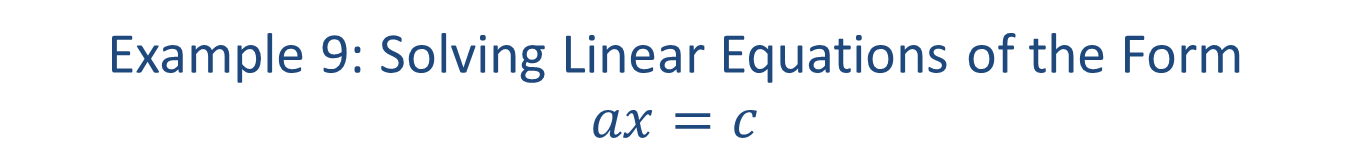 Example 9: Solving Linear Equations of the Form
𝑎𝑥 = 𝑐